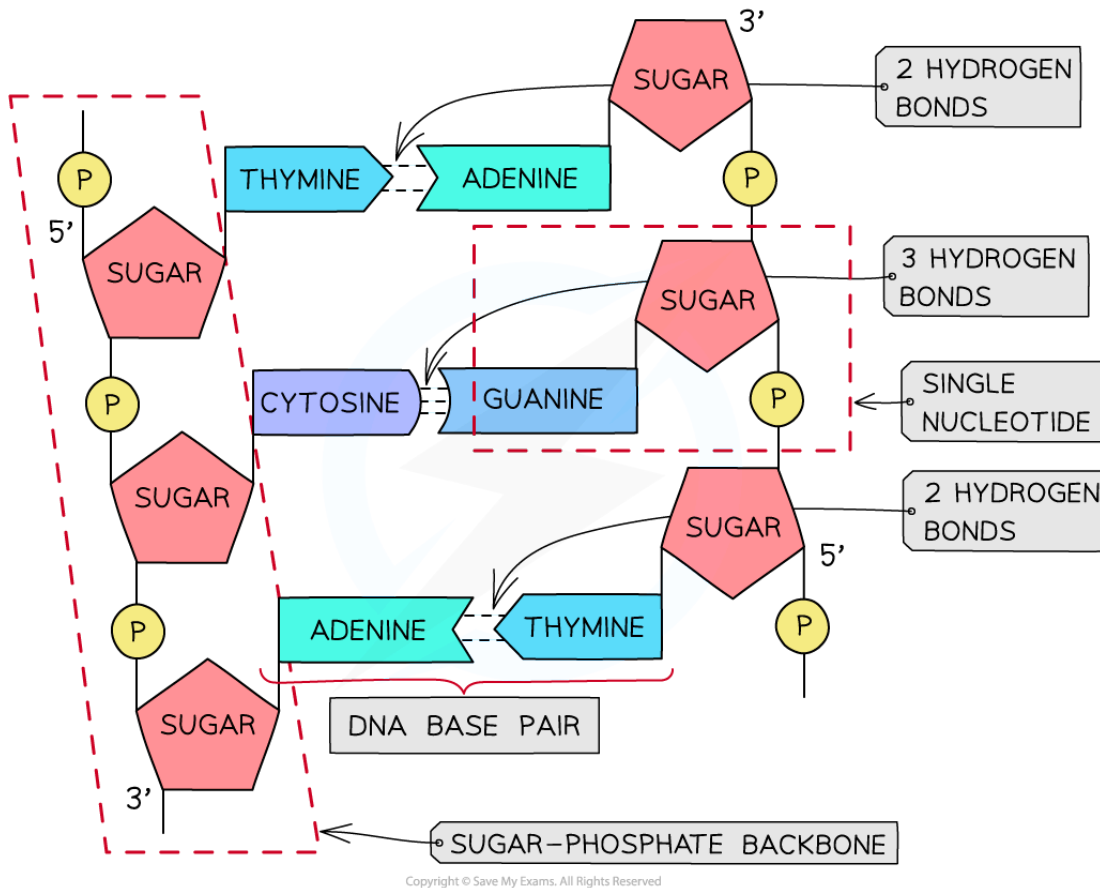 3’
SUGAR
2 HYDROGEN
BONDS
P
THYMINE
ADENINE
P
5’
SUGAR
SUGAR
3 HYDROGEN
BONDS
P
CYTOSINE
GUANINE
P
SINGLE
NUCLEOTIDE
SUGAR
SUGAR
2 HYDROGEN
BONDS
5’
P
ADENINE
THYMINE
P
SUGAR
DNA BASE PAIR
3’
SUGAR-PHOSPHATE BACKBONE
Copyright © Save My Exams. All Rights Reserved